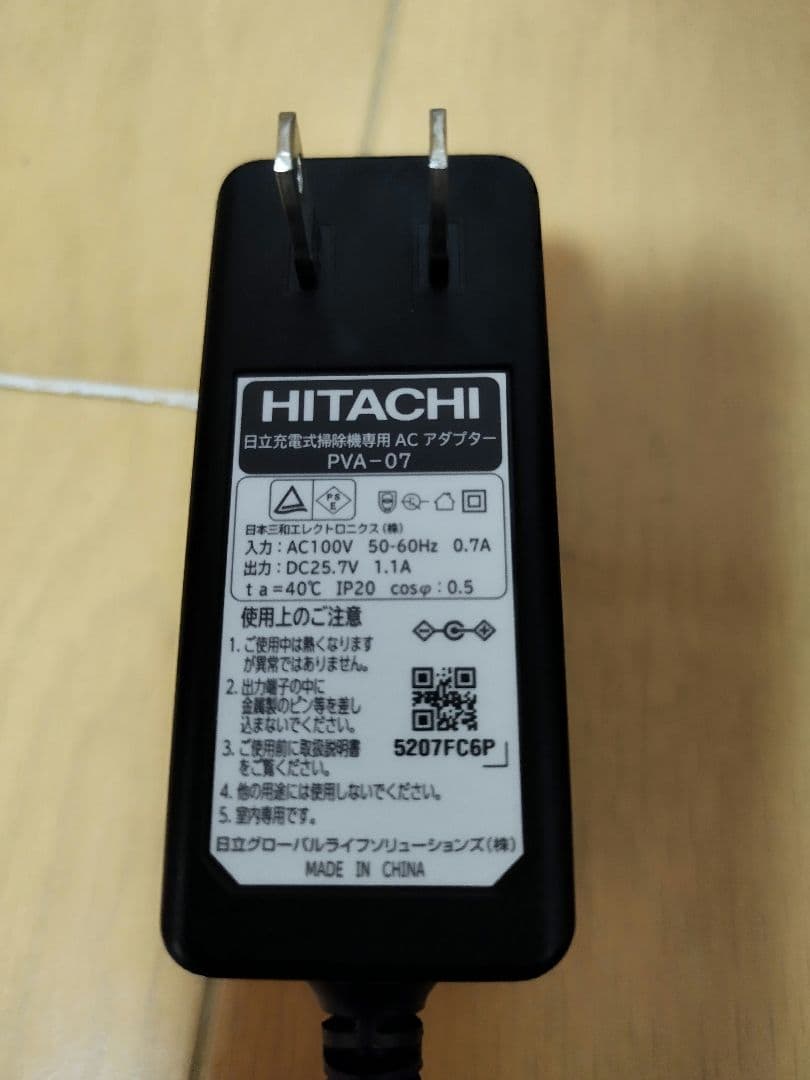 HITACHI
日立充電式掃除機専用 AC アダプター
PVA-07
PS
E
日本三和エレクトロニクス(株)
入力：AC100V 50-60Hz 0.7A
出力：DC25.7V 1.1A
ta=40℃ IP20 cosφ：0.5
使用上のご注意
1. ご使用中は熱くなります
が異常ではありません。
2. 出力端子の中に
金属製のピン等を差し
込まないでください。
3. ご使用前に取扱説明書
をご覧ください。
4. 他の用途には使用しないでください。
5. 室内専用です。
5207FC6P
日立グローバルライフソリューションズ(株)
MADE IN CHINA